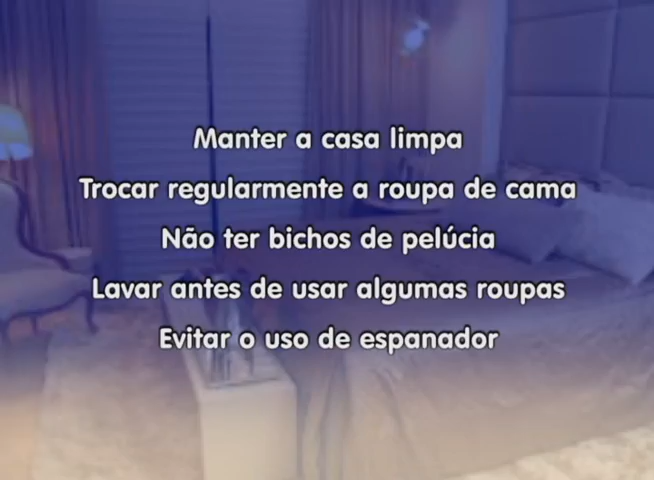 Manter a casa limpa
Trocar regularmente a roupa de cama
Não ter bichos de pelúcia
Lavar antes de usar algumas roupas
Evitar o uso de espanador